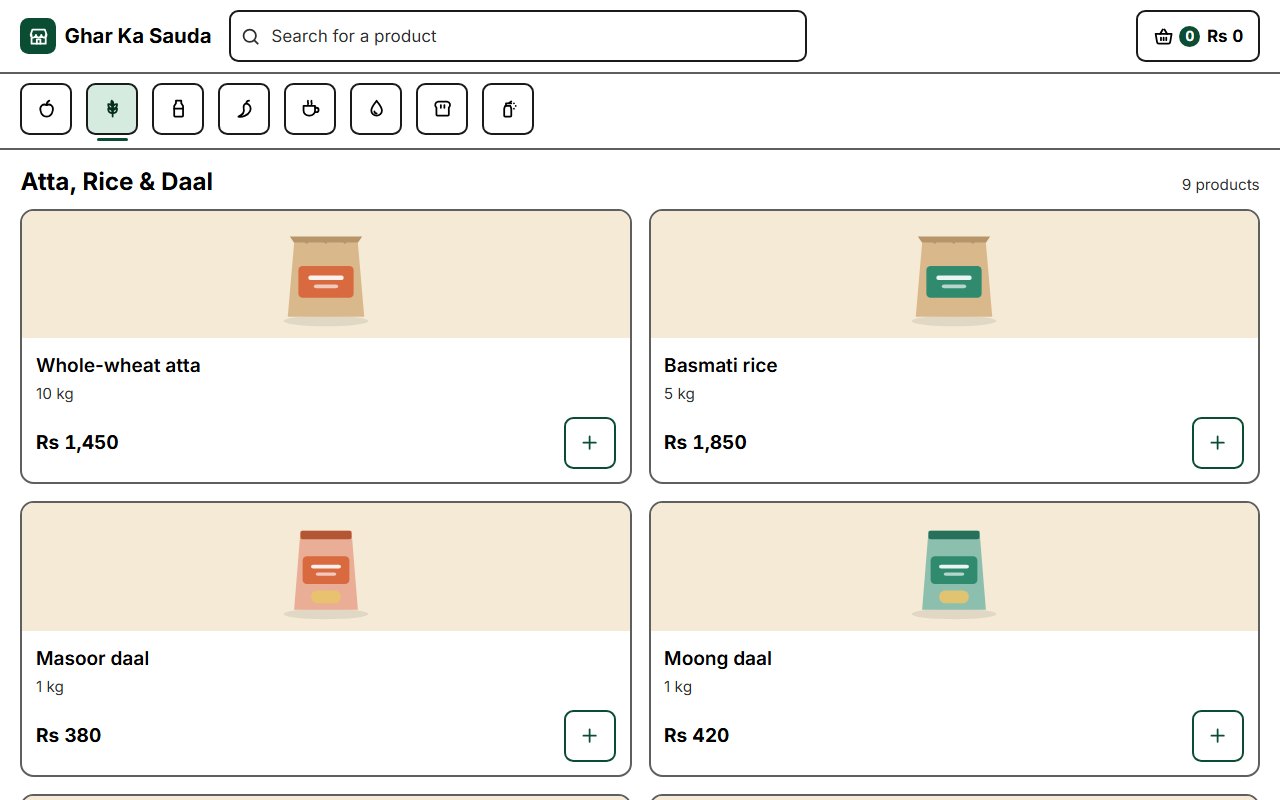 Ghar Ka Sauda
Search for a product
0 Rs 0
Atta, Rice & Daal
9 products
Whole-wheat atta
10 kg
Rs 1,450
Basmati rice
5 kg
Rs 1,850
Masoor daal
1 kg
Rs 380
Moong daal
1 kg
Rs 420